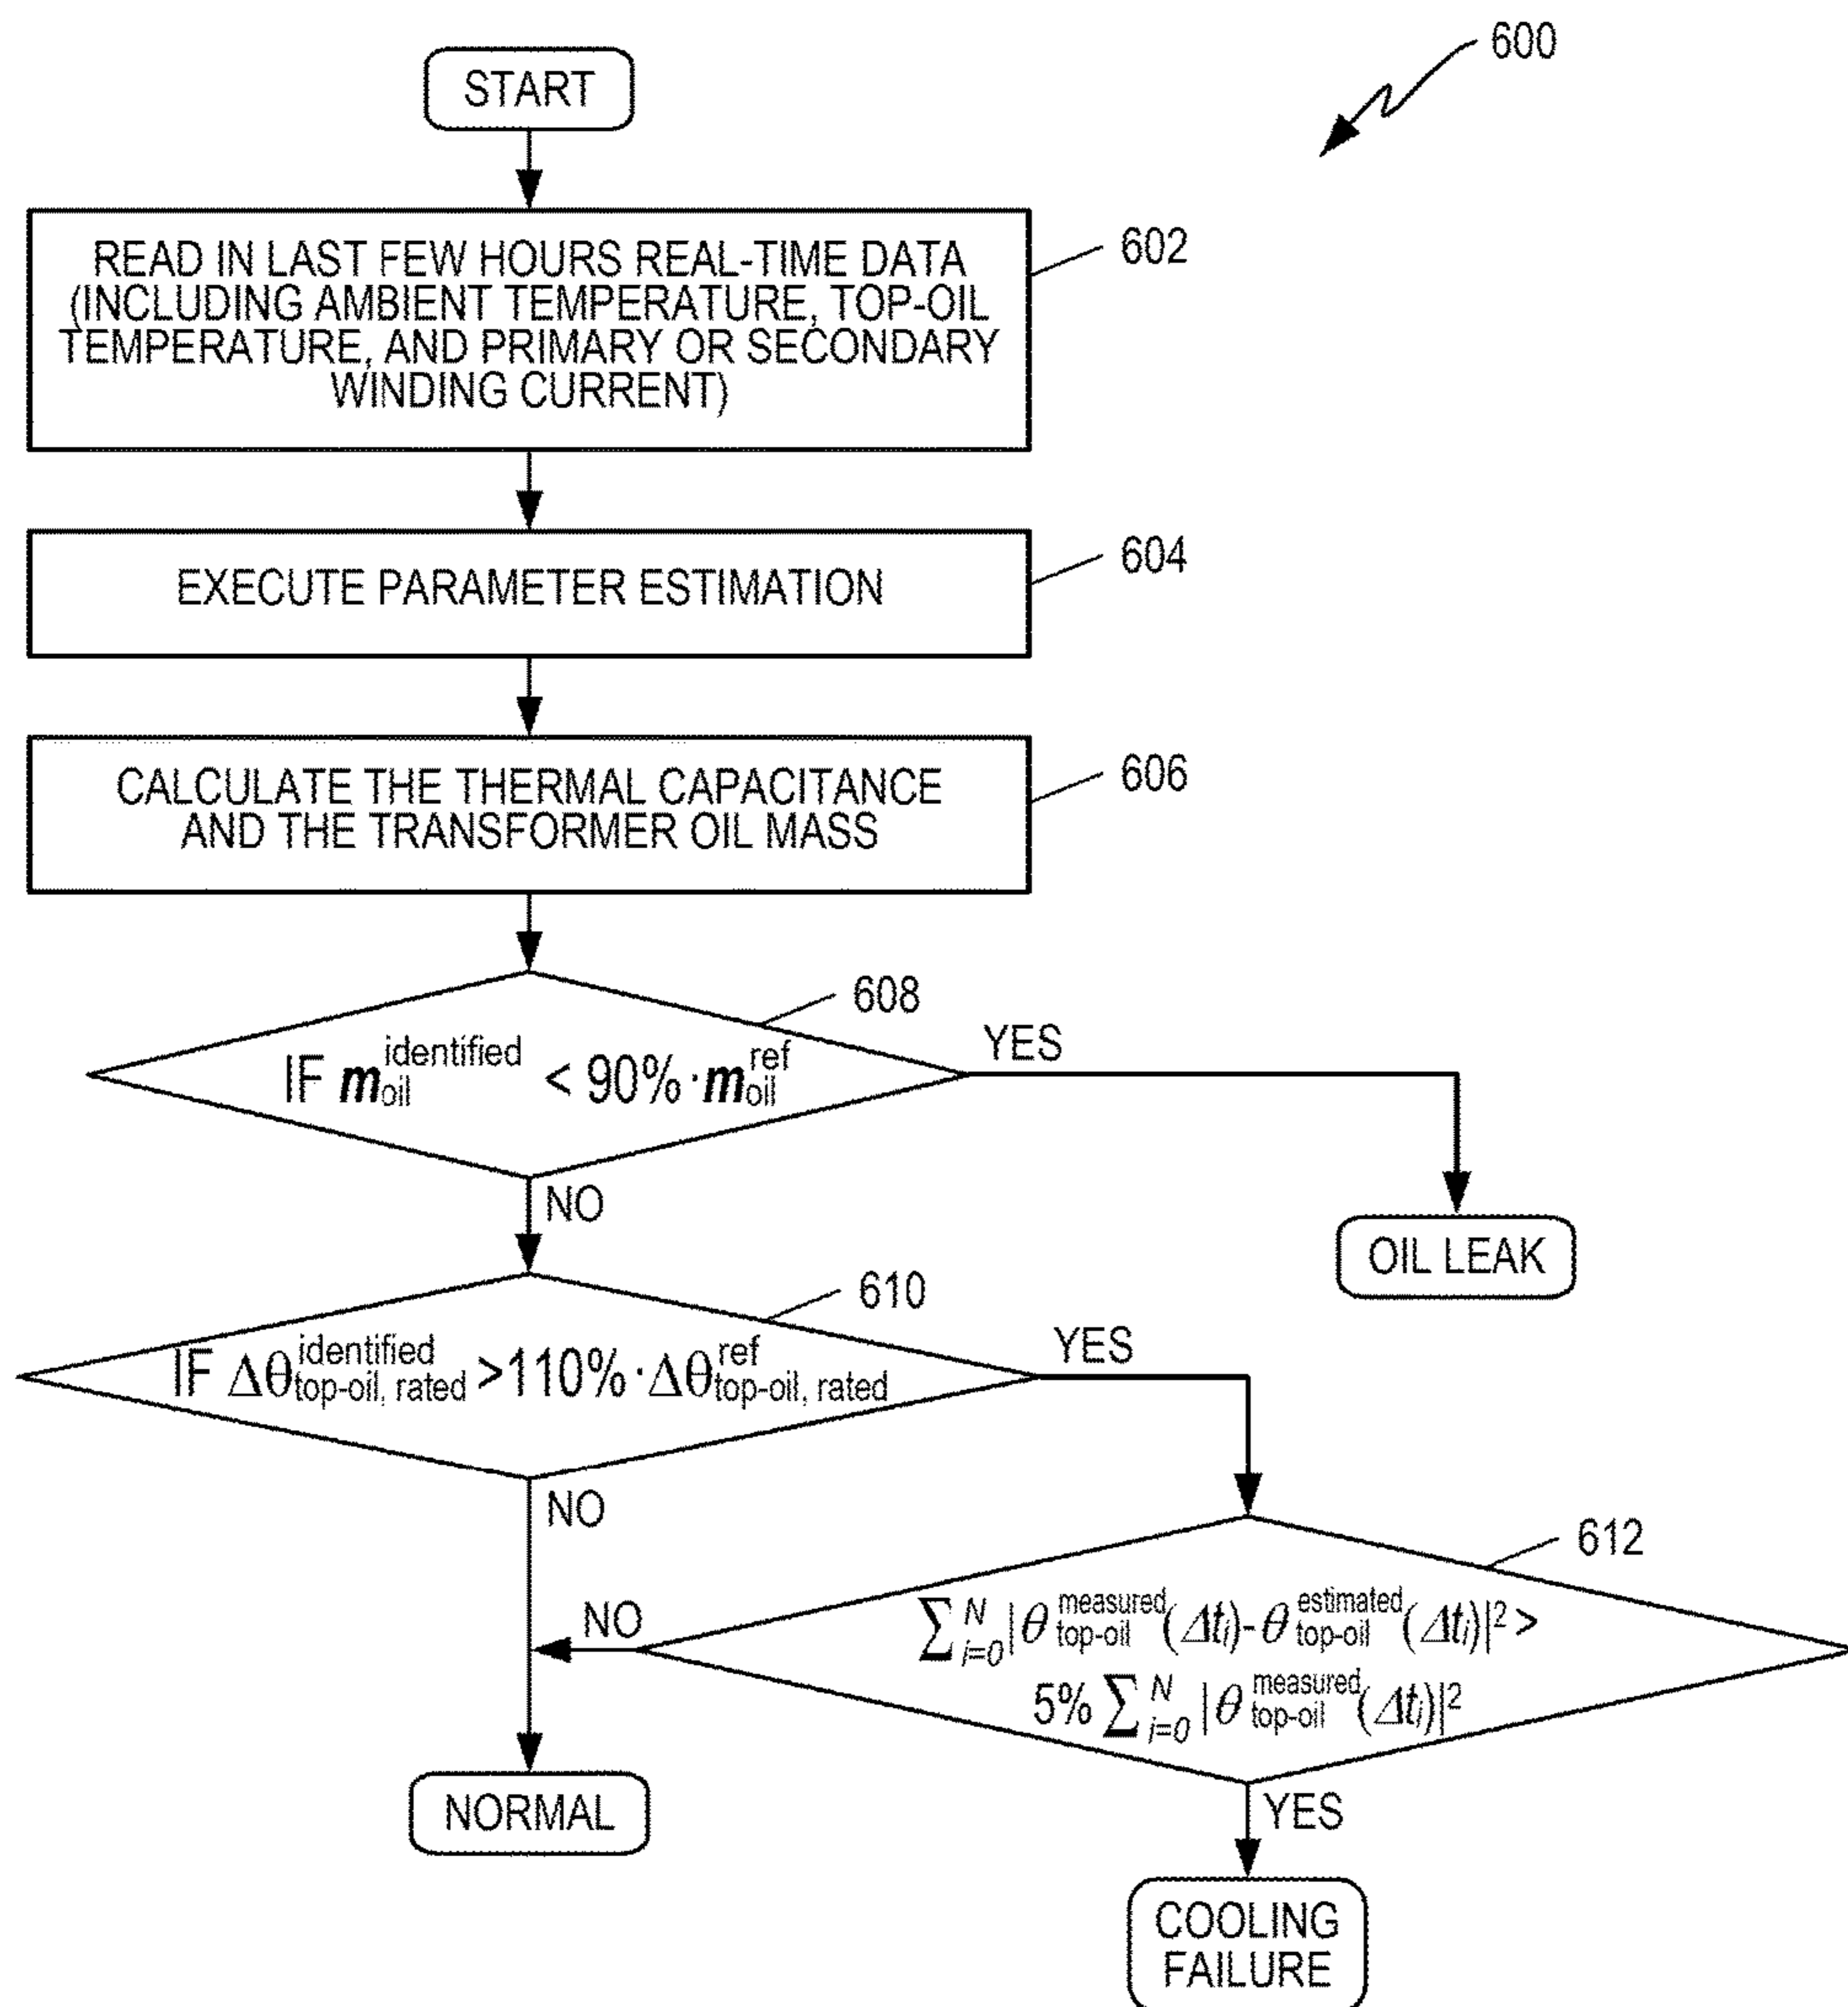 600
START
READ IN LAST FEW HOURS REAL-TIME DATA
(INCLUDING AMBIENT TEMPERATURE, TOP-OIL
TEMPERATURE, AND PRIMARY OR SECONDARY
WINDING CURRENT)
602
EXECUTE PARAMETER ESTIMATION
604
CALCULATE THE THERMAL CAPACITANCE
AND THE TRANSFORMER OIL MASS
606
608
IF m_oil^identified < 90%·m_oil^ref
YES
NO
OIL LEAK
610
IF Δθ_top-oil, rated^identified >110%·Δθ_top-oil, rated^ref
YES
NO
612
∑_i=0^N |θ_top-oil^measured(Δt_i)-θ_top-oil^estimated(Δt_i)|² >
5% ∑_i=0^N |θ_top-oil^measured(Δt_i)|²
NO
YES
NORMAL
COOLING
FAILURE